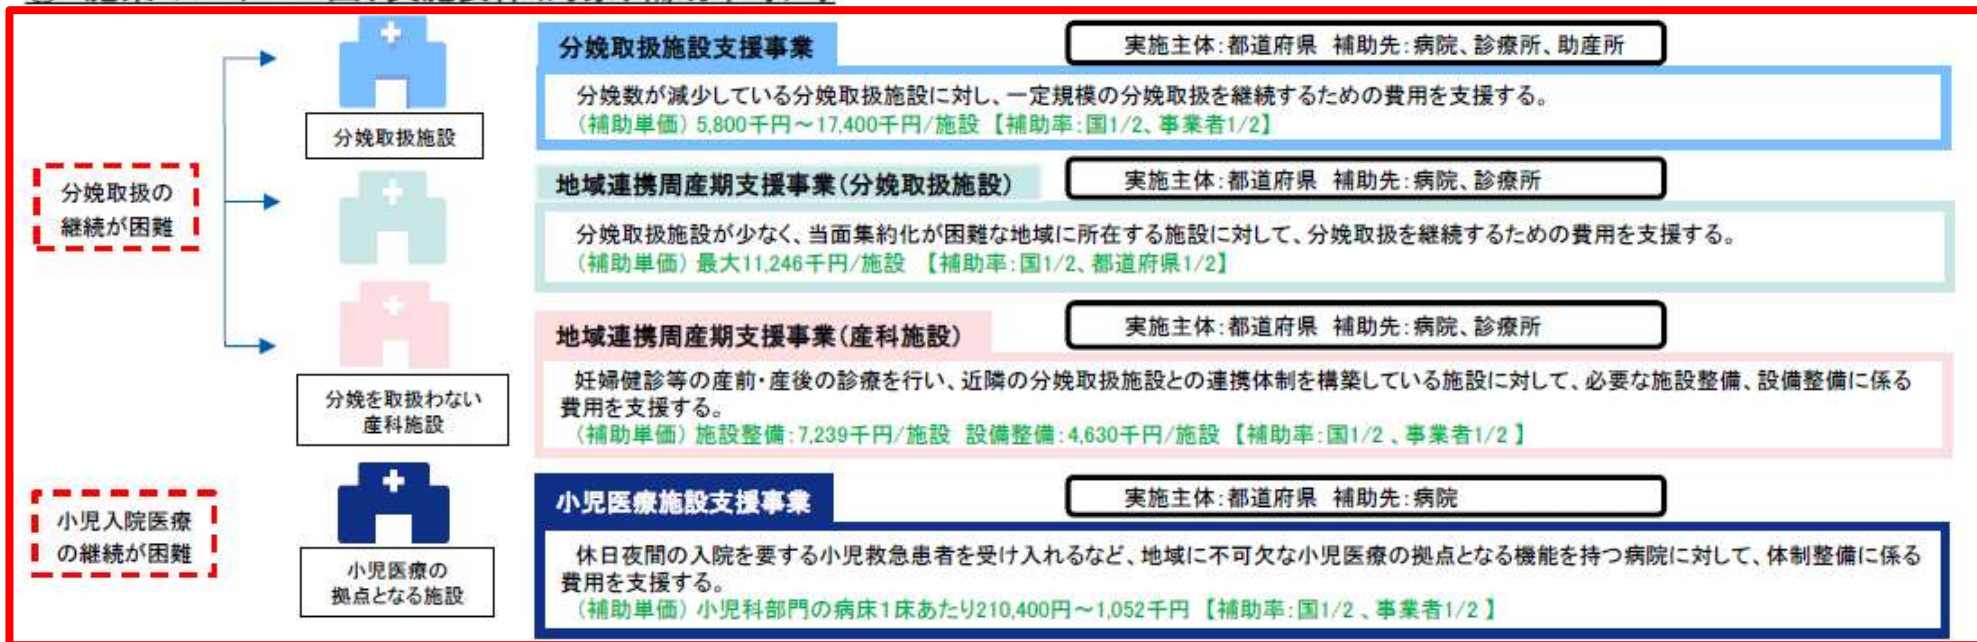 分娩取扱の
継続が困難
分娩取扱施設
分娩取扱施設支援事業
実施主体:都道府県 補助先:病院、診療所、助産所
分娩数が減少している分娩取扱施設に対し、一定規模の分娩取扱を継続するための費用を支援する。
(補助単価) 5,800千円～17,400千円/施設 【補助率:国1/2、事業者1/2】
地域連携周産期支援事業(分娩取扱施設)
実施主体:都道府県 補助先:病院、診療所
分娩取扱施設が少なく、当面集約化が困難な地域に所在する施設に対して、分娩取扱を継続するための費用を支援する。
(補助単価) 最大11,246千円/施設 【補助率:国1/2、都道府県1/2】
分娩を取扱わない
産科施設
地域連携周産期支援事業(産科施設)
実施主体:都道府県 補助先:病院、診療所
妊婦健診等の産前・産後の診療を行い、近隣の分娩取扱施設との連携体制を構築している施設に対して、必要な施設整備、設備整備に係る
費用を支援する。
(補助単価) 施設整備:7,239千円/施設 設備整備:4,630千円/施設 【補助率:国1/2 、事業者1/2 】
小児入院医療
の継続が困難
小児医療の
拠点となる施設
小児医療施設支援事業
実施主体:都道府県 補助先:病院
休日夜間の入院を要する小児救急患者を受け入れるなど、地域に不可欠な小児医療の拠点となる機能を持つ病院に対して、体制整備に係る
費用を支援する。
(補助単価) 小児科部門の病床1床あたり210,400円～1,052千円 【補助率:国1/2 、事業者1/2 】